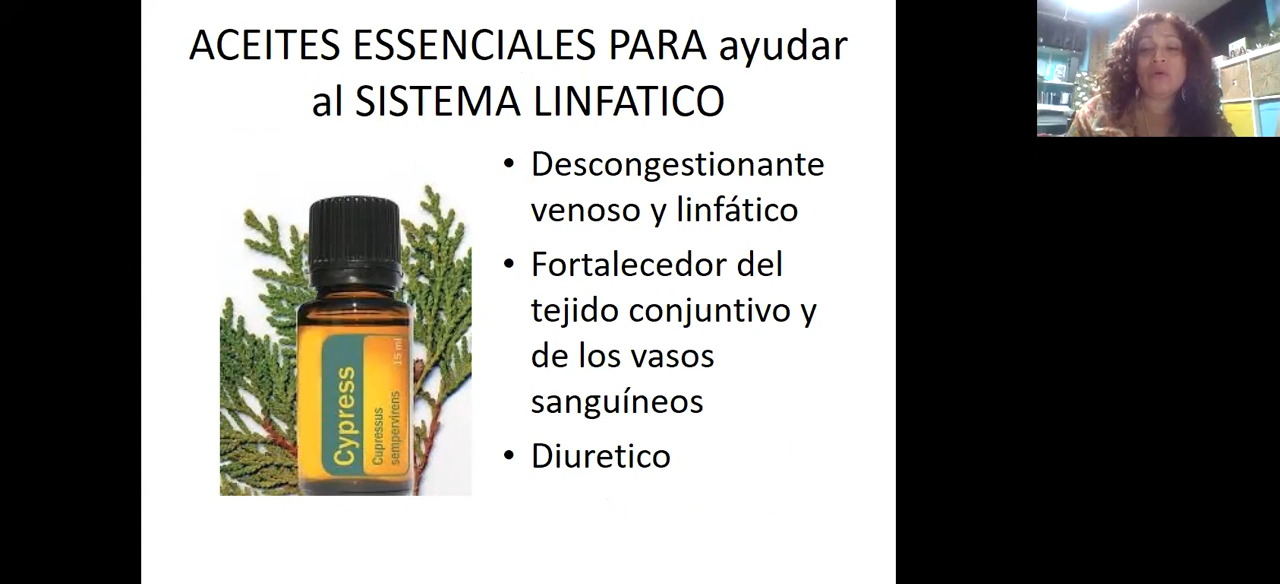 ACEITES ESSENCIALES PARA ayudar
al SISTEMA LINFATICO
• Descongestionante
venoso y linfático
• Fortalecedor del
tejido conjuntivo y
de los vasos
sanguíneos
• Diuretico
Cypress
Cupressus
sempervirens
15 ml